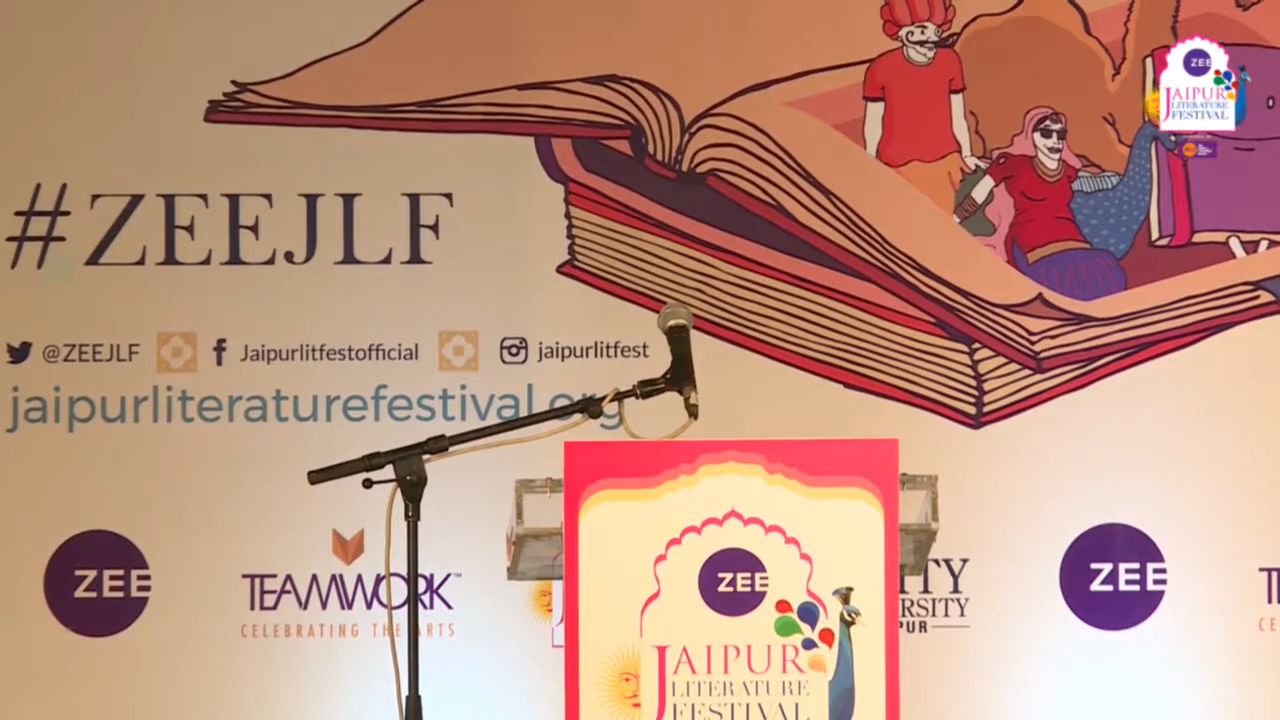 ZEE
JAIPUR
LITERATURE
FESTIVAL
#ZEEJLF
@ZEEJLF
Jaipurlitfestofficial
jaipurlitfest
jaipurliteraturefestival.org
ZEE
TEAMWORK™
CELEBRATING THE ARTS
ZEE
JAIPUR
LITERATURE
FESTIVAL
ZEE